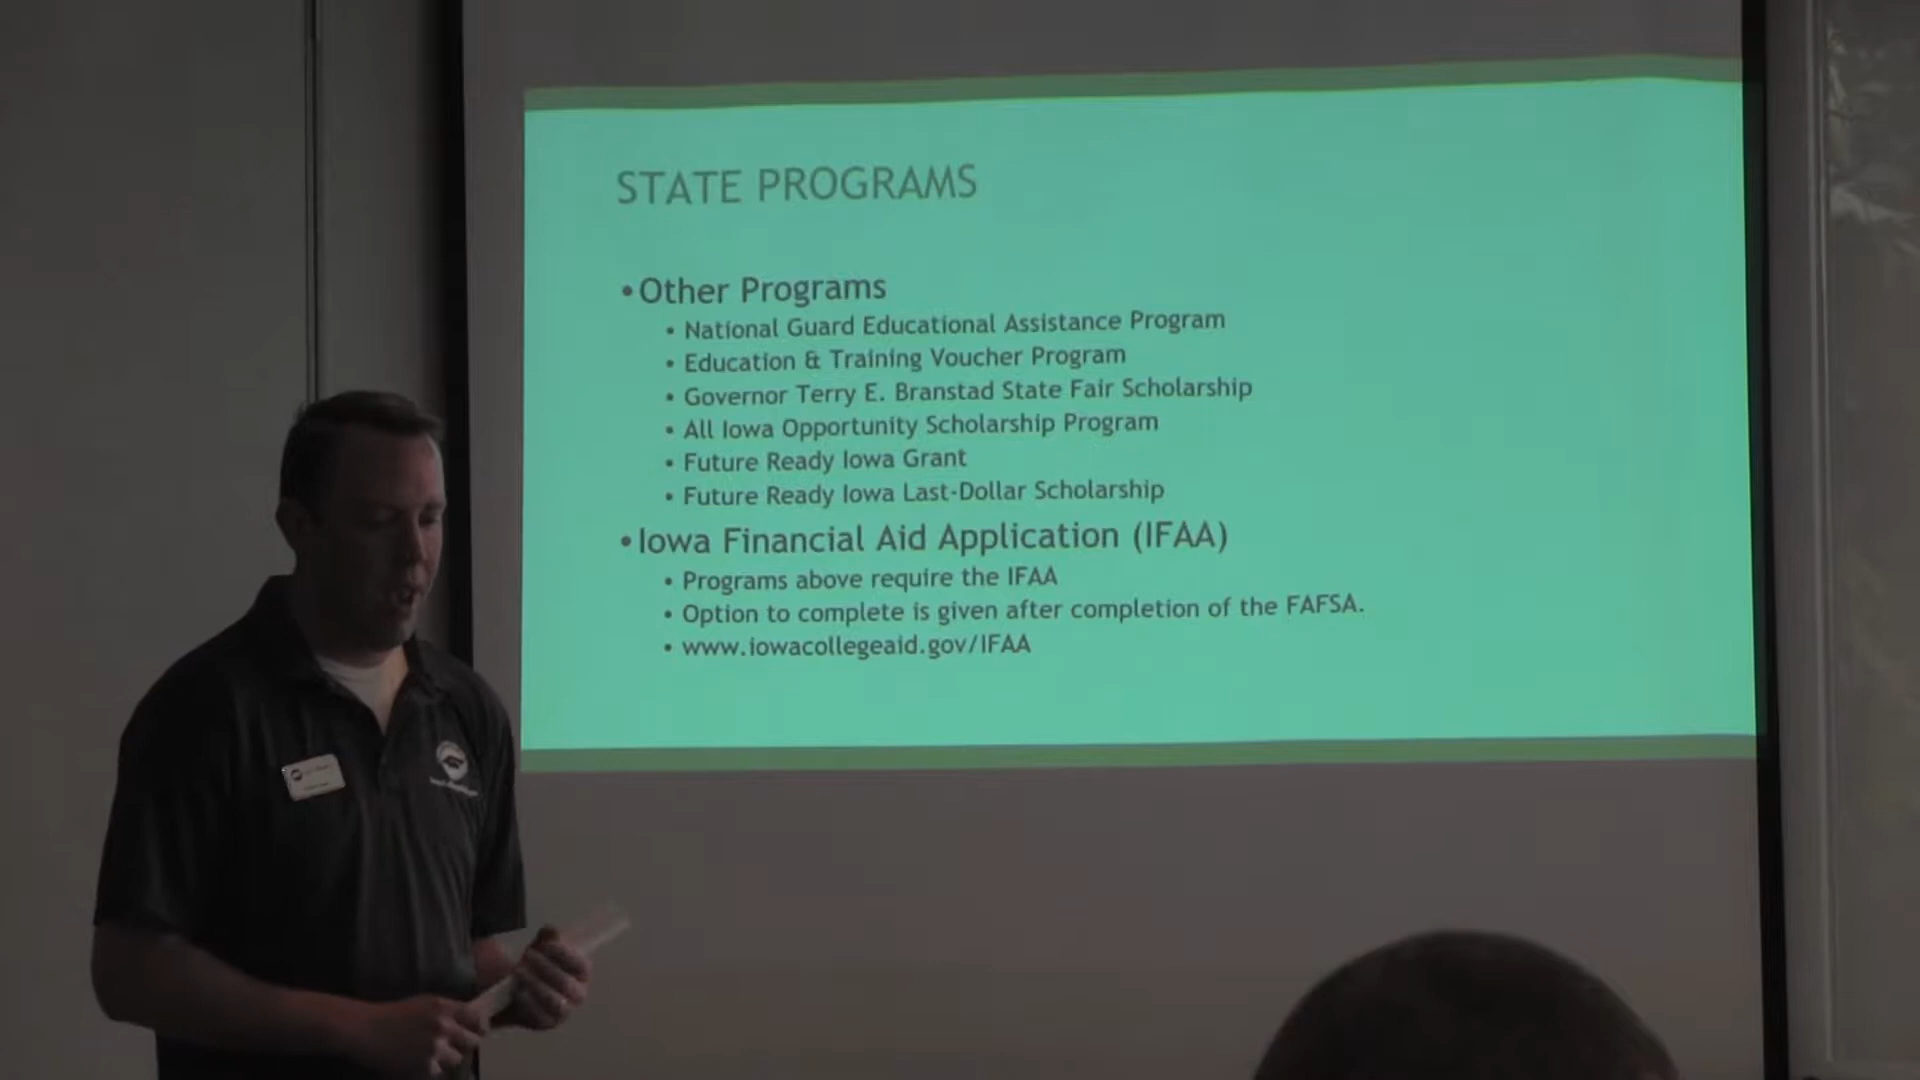 STATE PROGRAMS
•Other Programs
• National Guard Educational Assistance Program
• Education & Training Voucher Program
• Governor Terry E. Branstad State Fair Scholarship
• All Iowa Opportunity Scholarship Program
• Future Ready Iowa Grant
• Future Ready Iowa Last-Dollar Scholarship
•Iowa Financial Aid Application (IFAA)
• Programs above require the IFAA
• Option to complete is given after completion of the FAFSA.
• www.iowacollegeaid.gov/IFAA